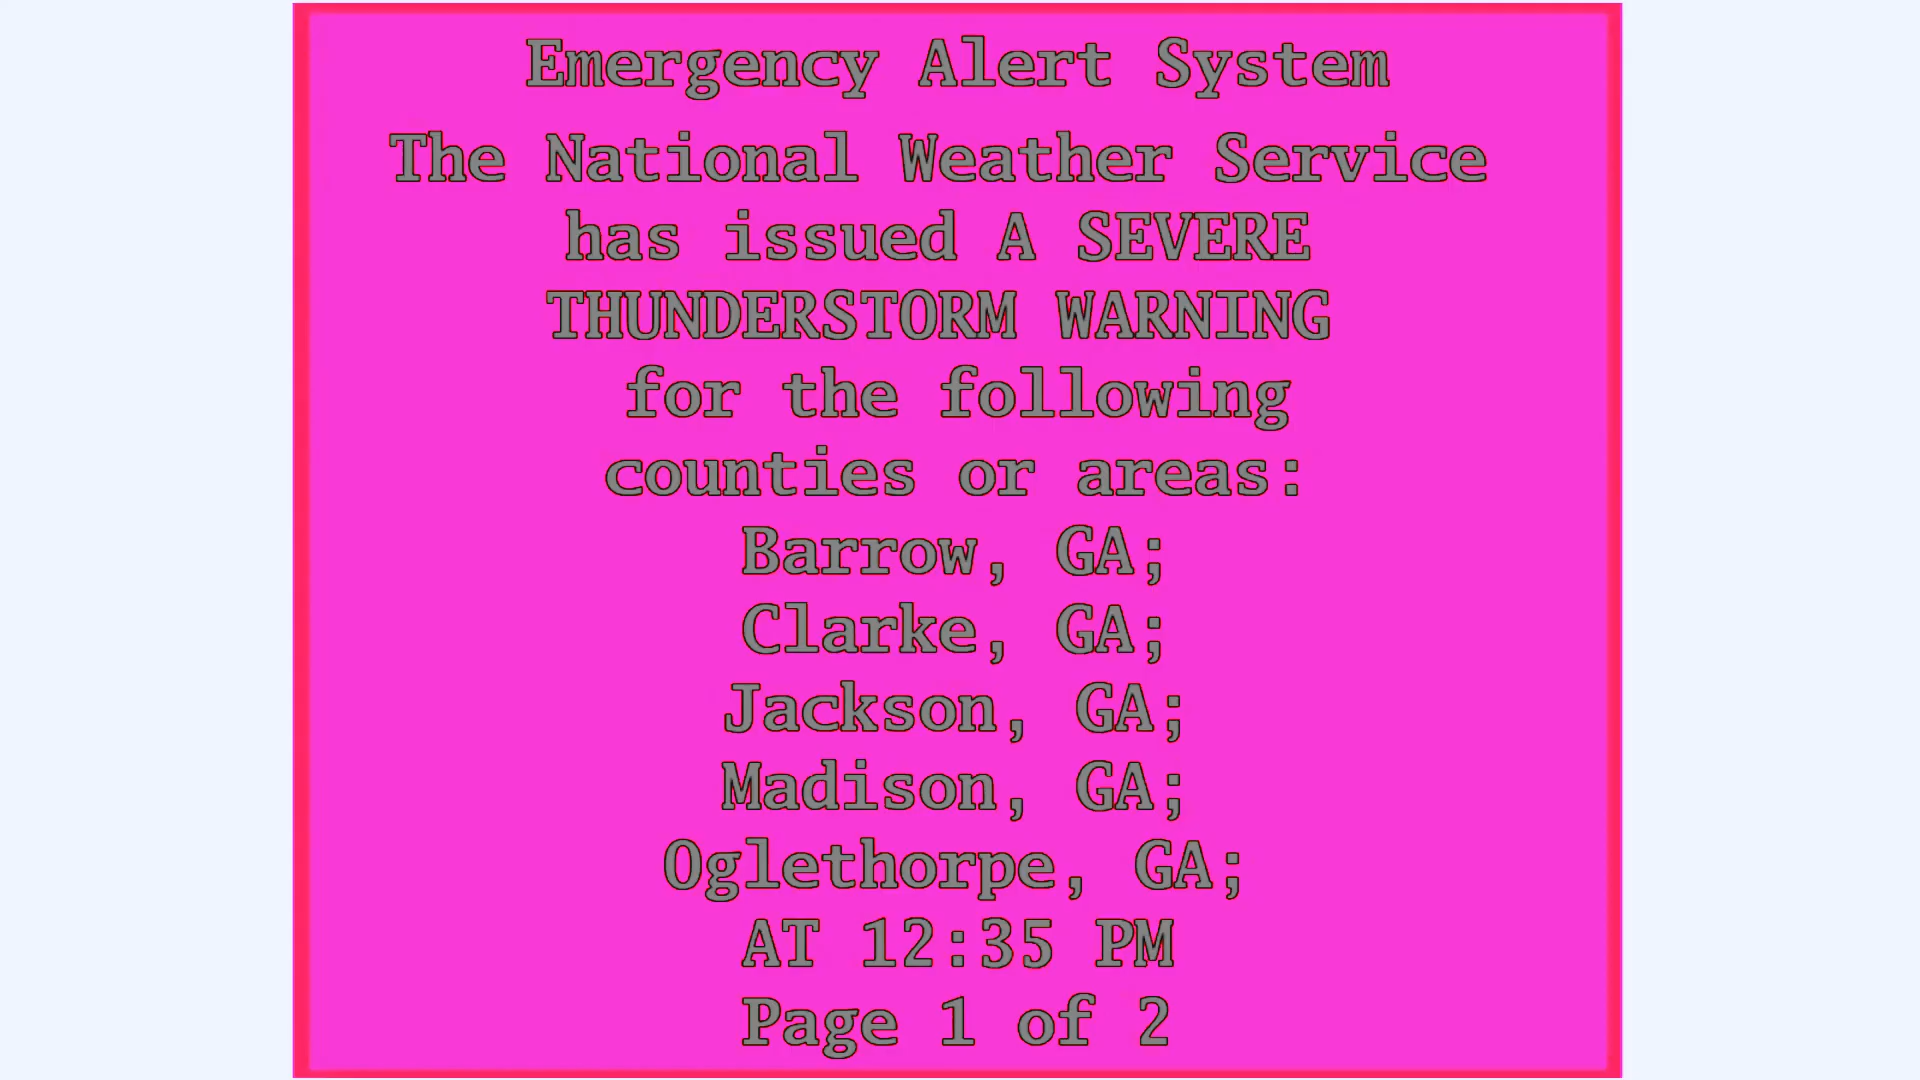 Emergency Alert System
The National Weather Service
has issued A SEVERE
THUNDERSTORM WARNING
for the following
counties or areas:
Barrow, GA;
Clarke, GA;
Jackson, GA;
Madison, GA;
Oglethorpe, GA;
AT 12:35 PM
Page 1 of 2